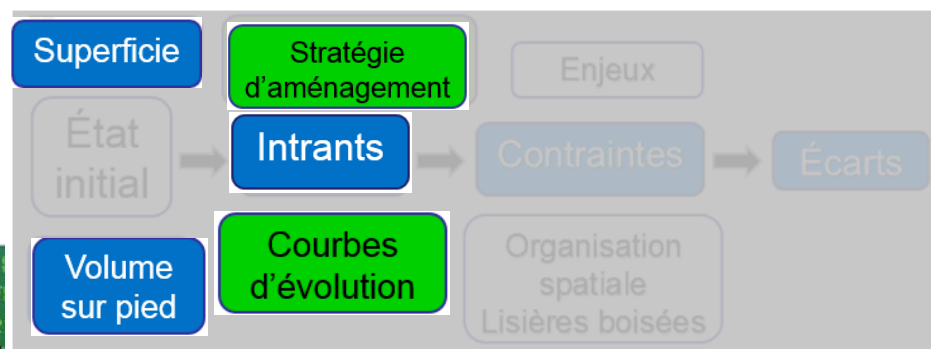 Superficie
Stratégie
d'aménagement
Enjeux
État
initial
Intrants
Contraintes
Écarts
Volume
sur pied
Courbes
d'évolution
Organisation
spatiale
Lisières boisées